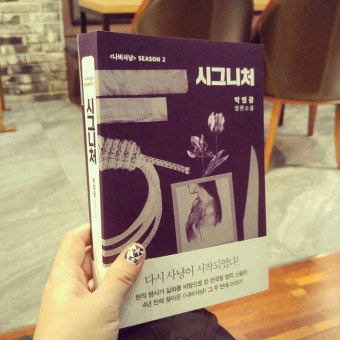 <나비사냥> SEASON 2
시그니처
박영광
장편소설
시그니처
다시 사냥이 시작되었다!
현직 형사가 실화를 바탕으로 쓴 한국형 범죄 스릴러
4년 만에 찾아온 <나비사냥> 그 두 번째 이야기